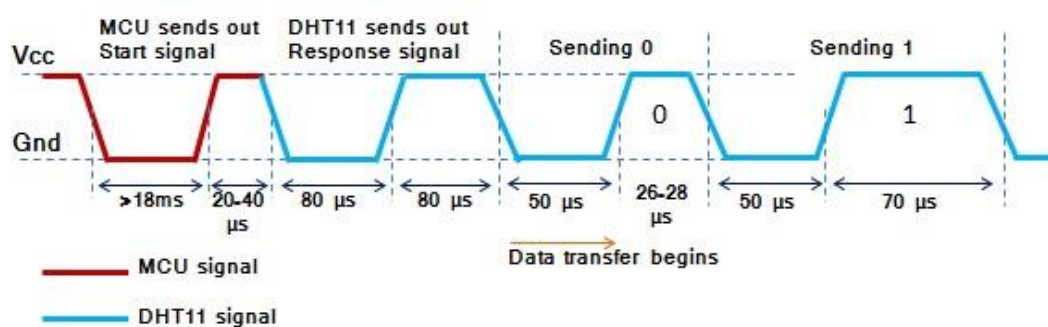 MCU sends out
Start signal
DHT11 sends out
Response signal
Sending 0
Sending 1
Vcc
0
1
Gnd
>18ms
20-40
µs
80 µs
80 µs
50 µs
26-28
µs
50 µs
70 µs
Data transfer begins
MCU signal
DHT11 signal